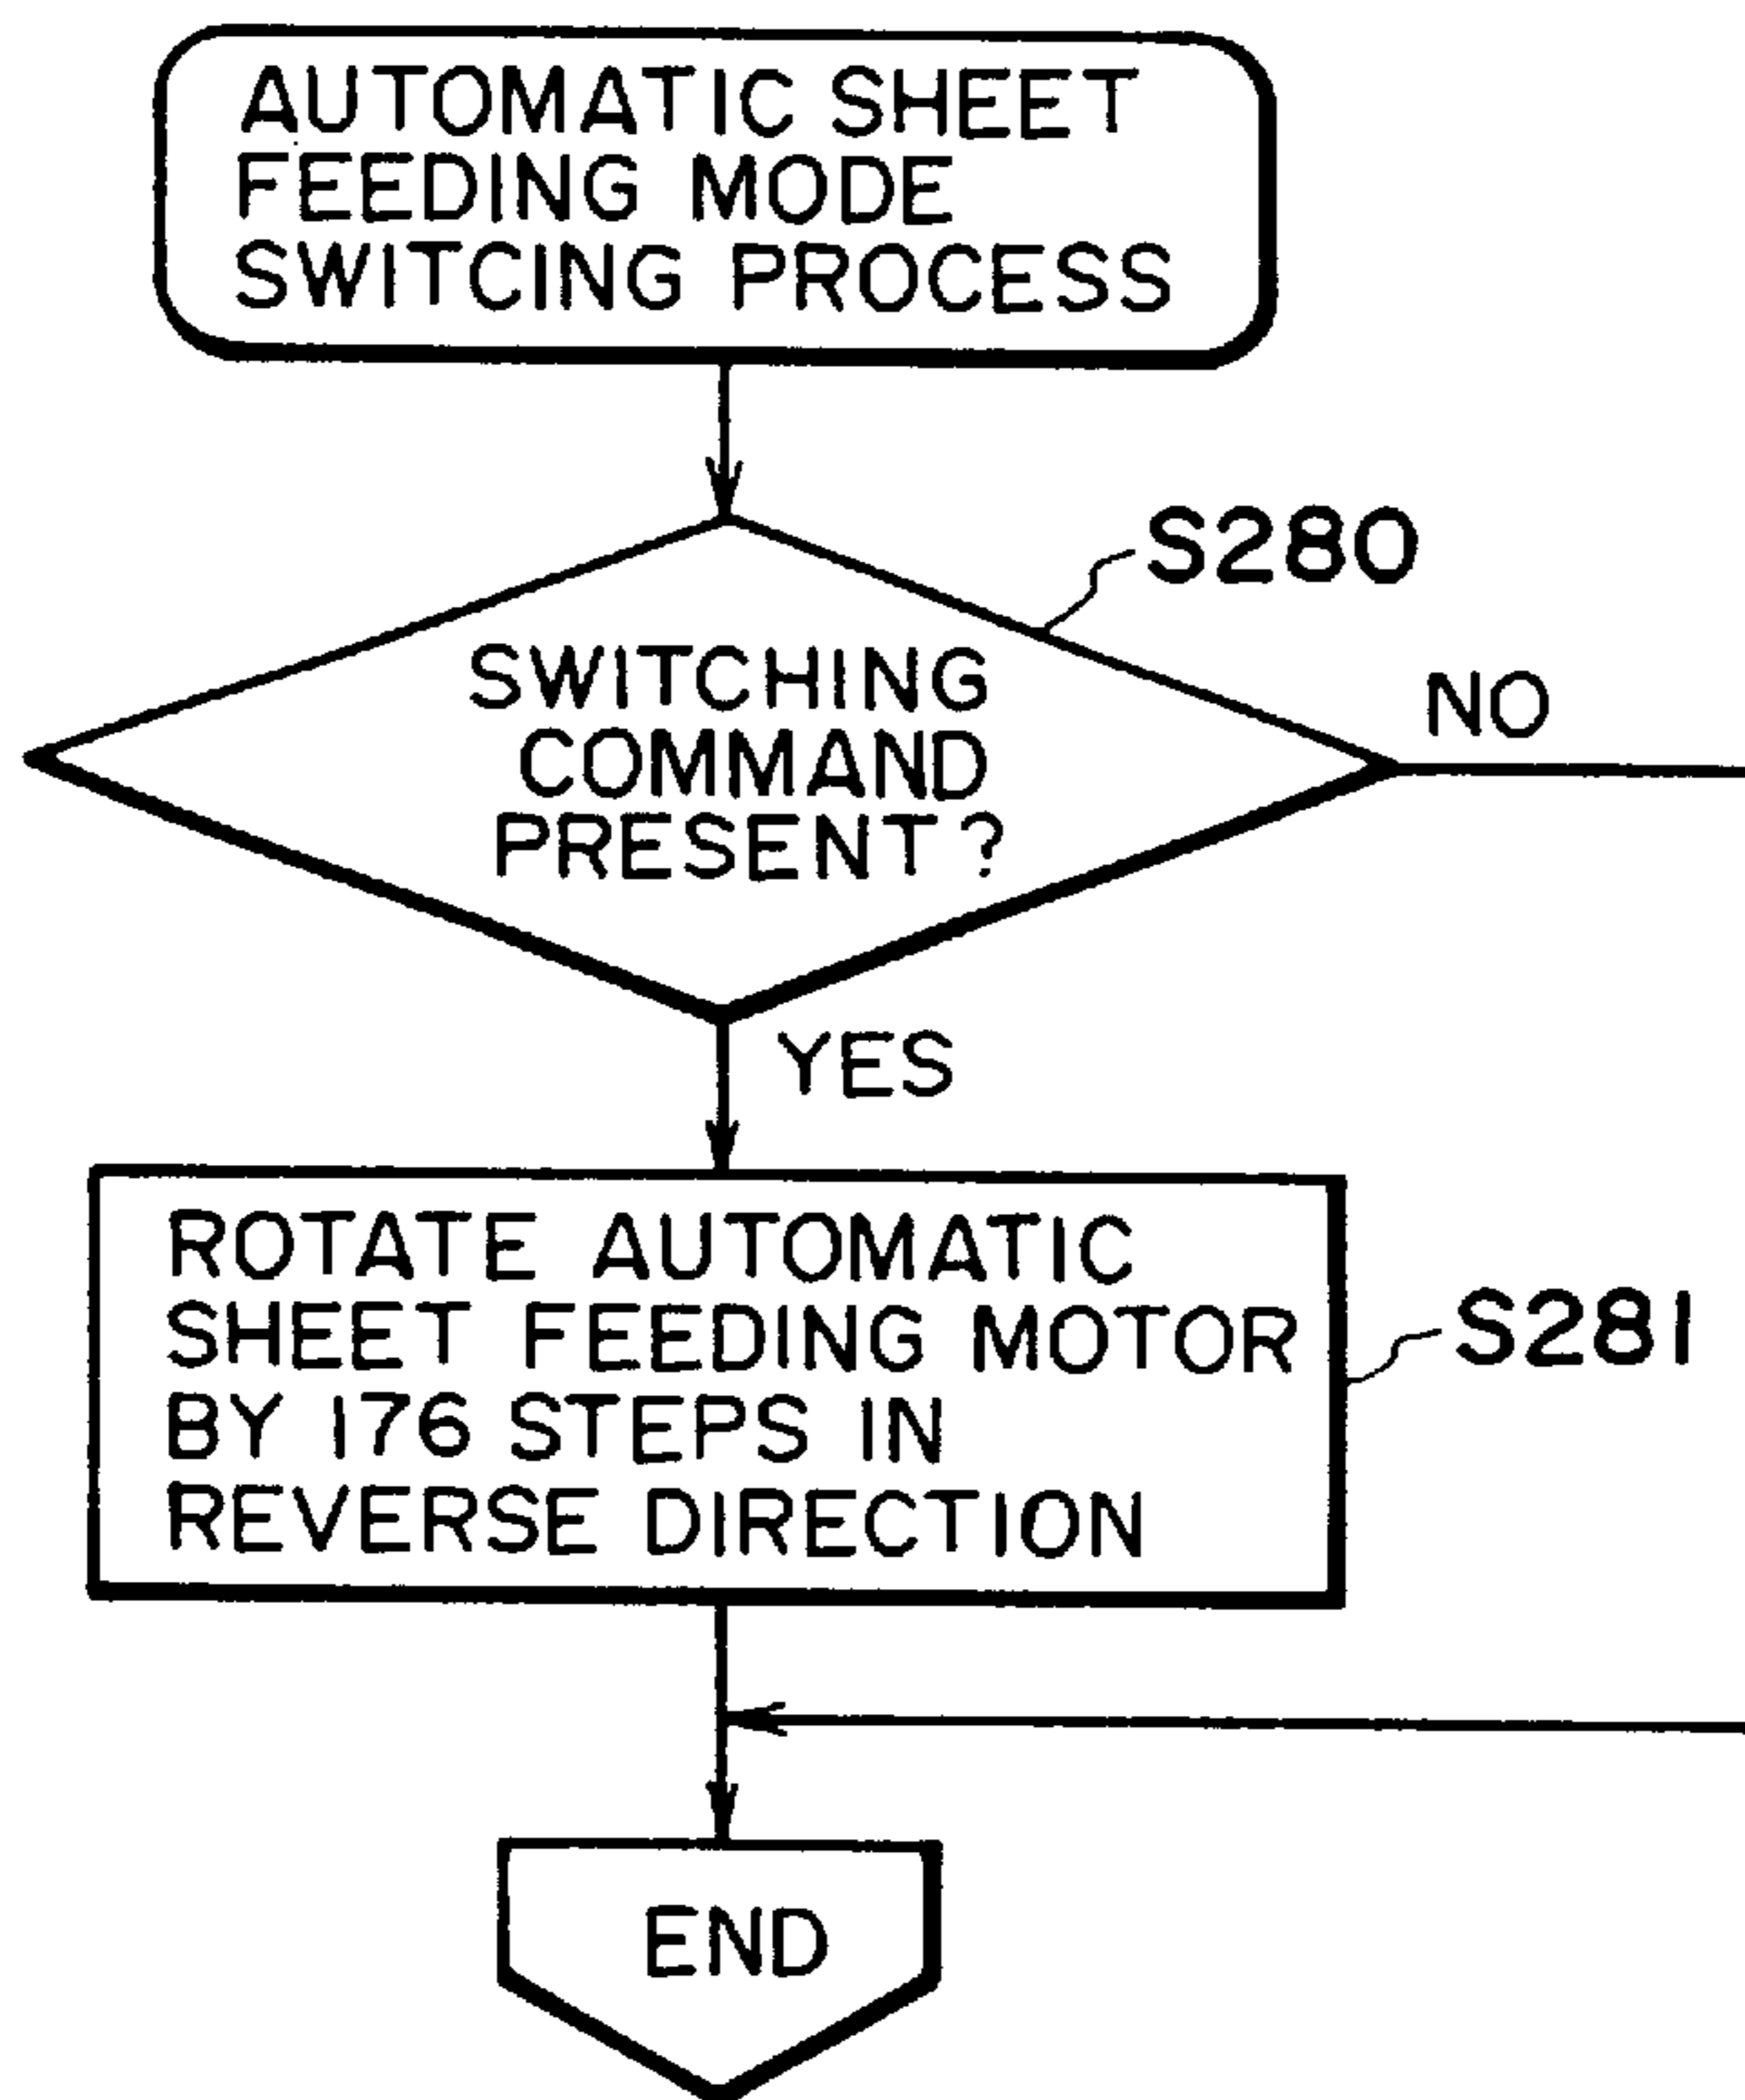 AUTOMATIC SHEET
FEEDING MODE
SWITCING PROCESS
S280
SWITCHING
COMMAND
PRESENT?
NO
YES
ROTATE AUTOMATIC
SHEET FEEDING MOTOR
BY 176 STEPS IN
REVERSE DIRECTION
S281
END